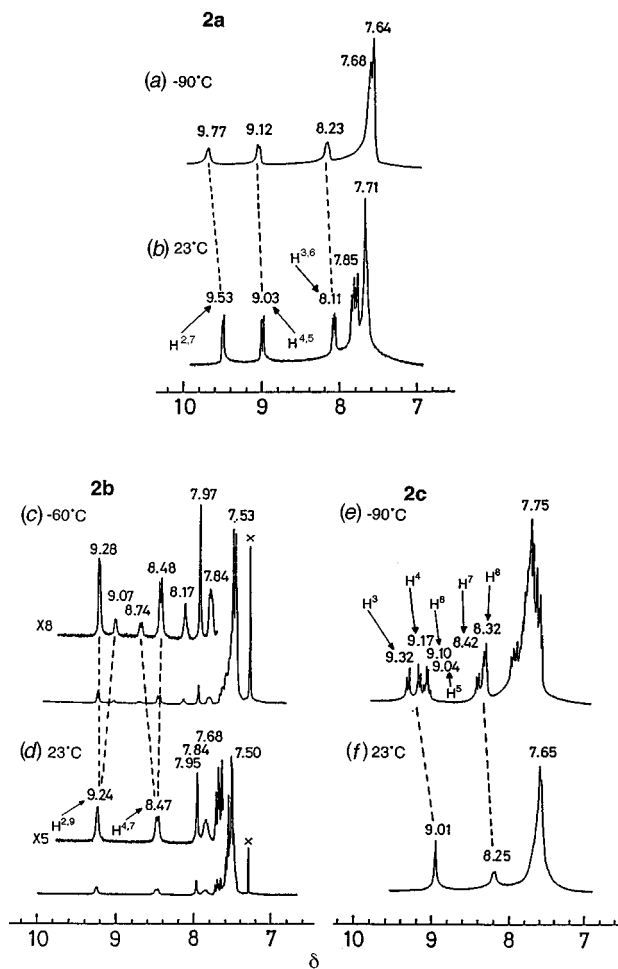 2a
7.64
7.68
(a) -90°C
9.77 9.12 8.23
7.71
(b) 23°C
H3,6
7.85
9.53 9.03 8.11
H2,7 H4,5
10 9 8 7
2b
(c) -60°C
7.97
7.53
×
9.28
9.07
8.74
8.48
8.17
7.84
X8
(d) 23°C
7.68
7.84
7.95
7.50
9.24
8.47
H2,9 H4,7
×
X5
10 9 8 7
2c
(e) -90°C
7.75
H3 H4 H8 H7 H8
9.32 9.17 9.10 9.04 8.42 8.32
H5
(f) 23°C
7.65
9.01
8.25
10 9 8 7
δ